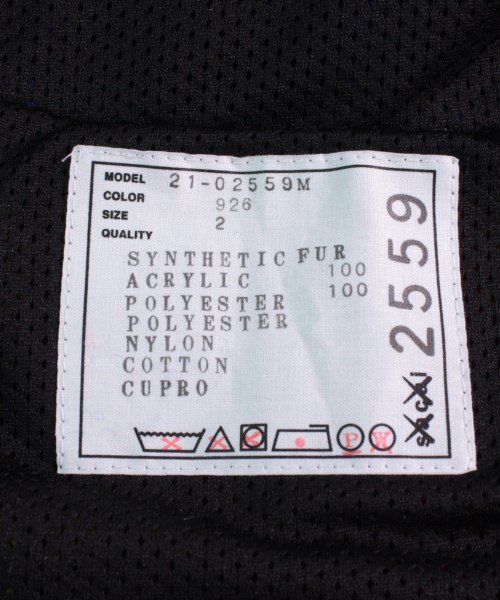 MODEL 21-02559M
COLOR 926
SIZE 2
QUALITY
SYNTHETIC FUR
ACRYLIC 100
POLYESTER 100
POLYESTER
NYLON
COTTON
CUPRO
P W
sacai
2559